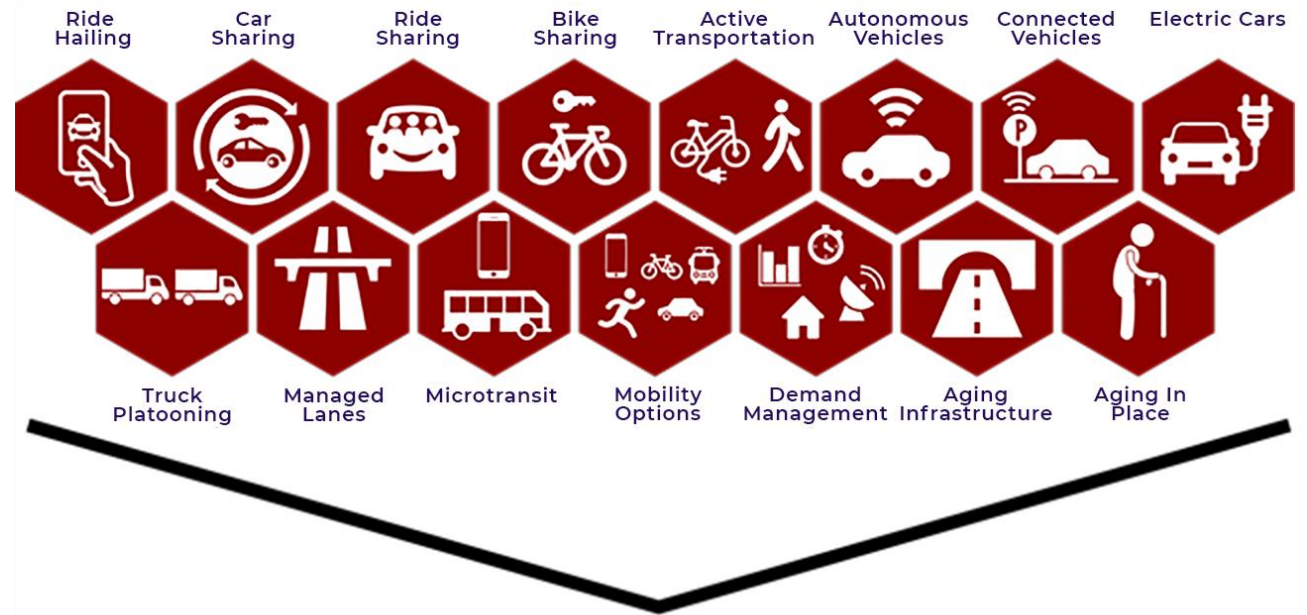 Ride
Hailing
Car
Sharing
Ride
Sharing
Bike
Sharing
Active
Transportation
Autonomous
Vehicles
Connected
Vehicles
Electric Cars
P
Truck
Platooning
Managed
Lanes
Microtransit
Mobility
Options
Demand
Management
Aging
Infrastructure
Aging In
Place